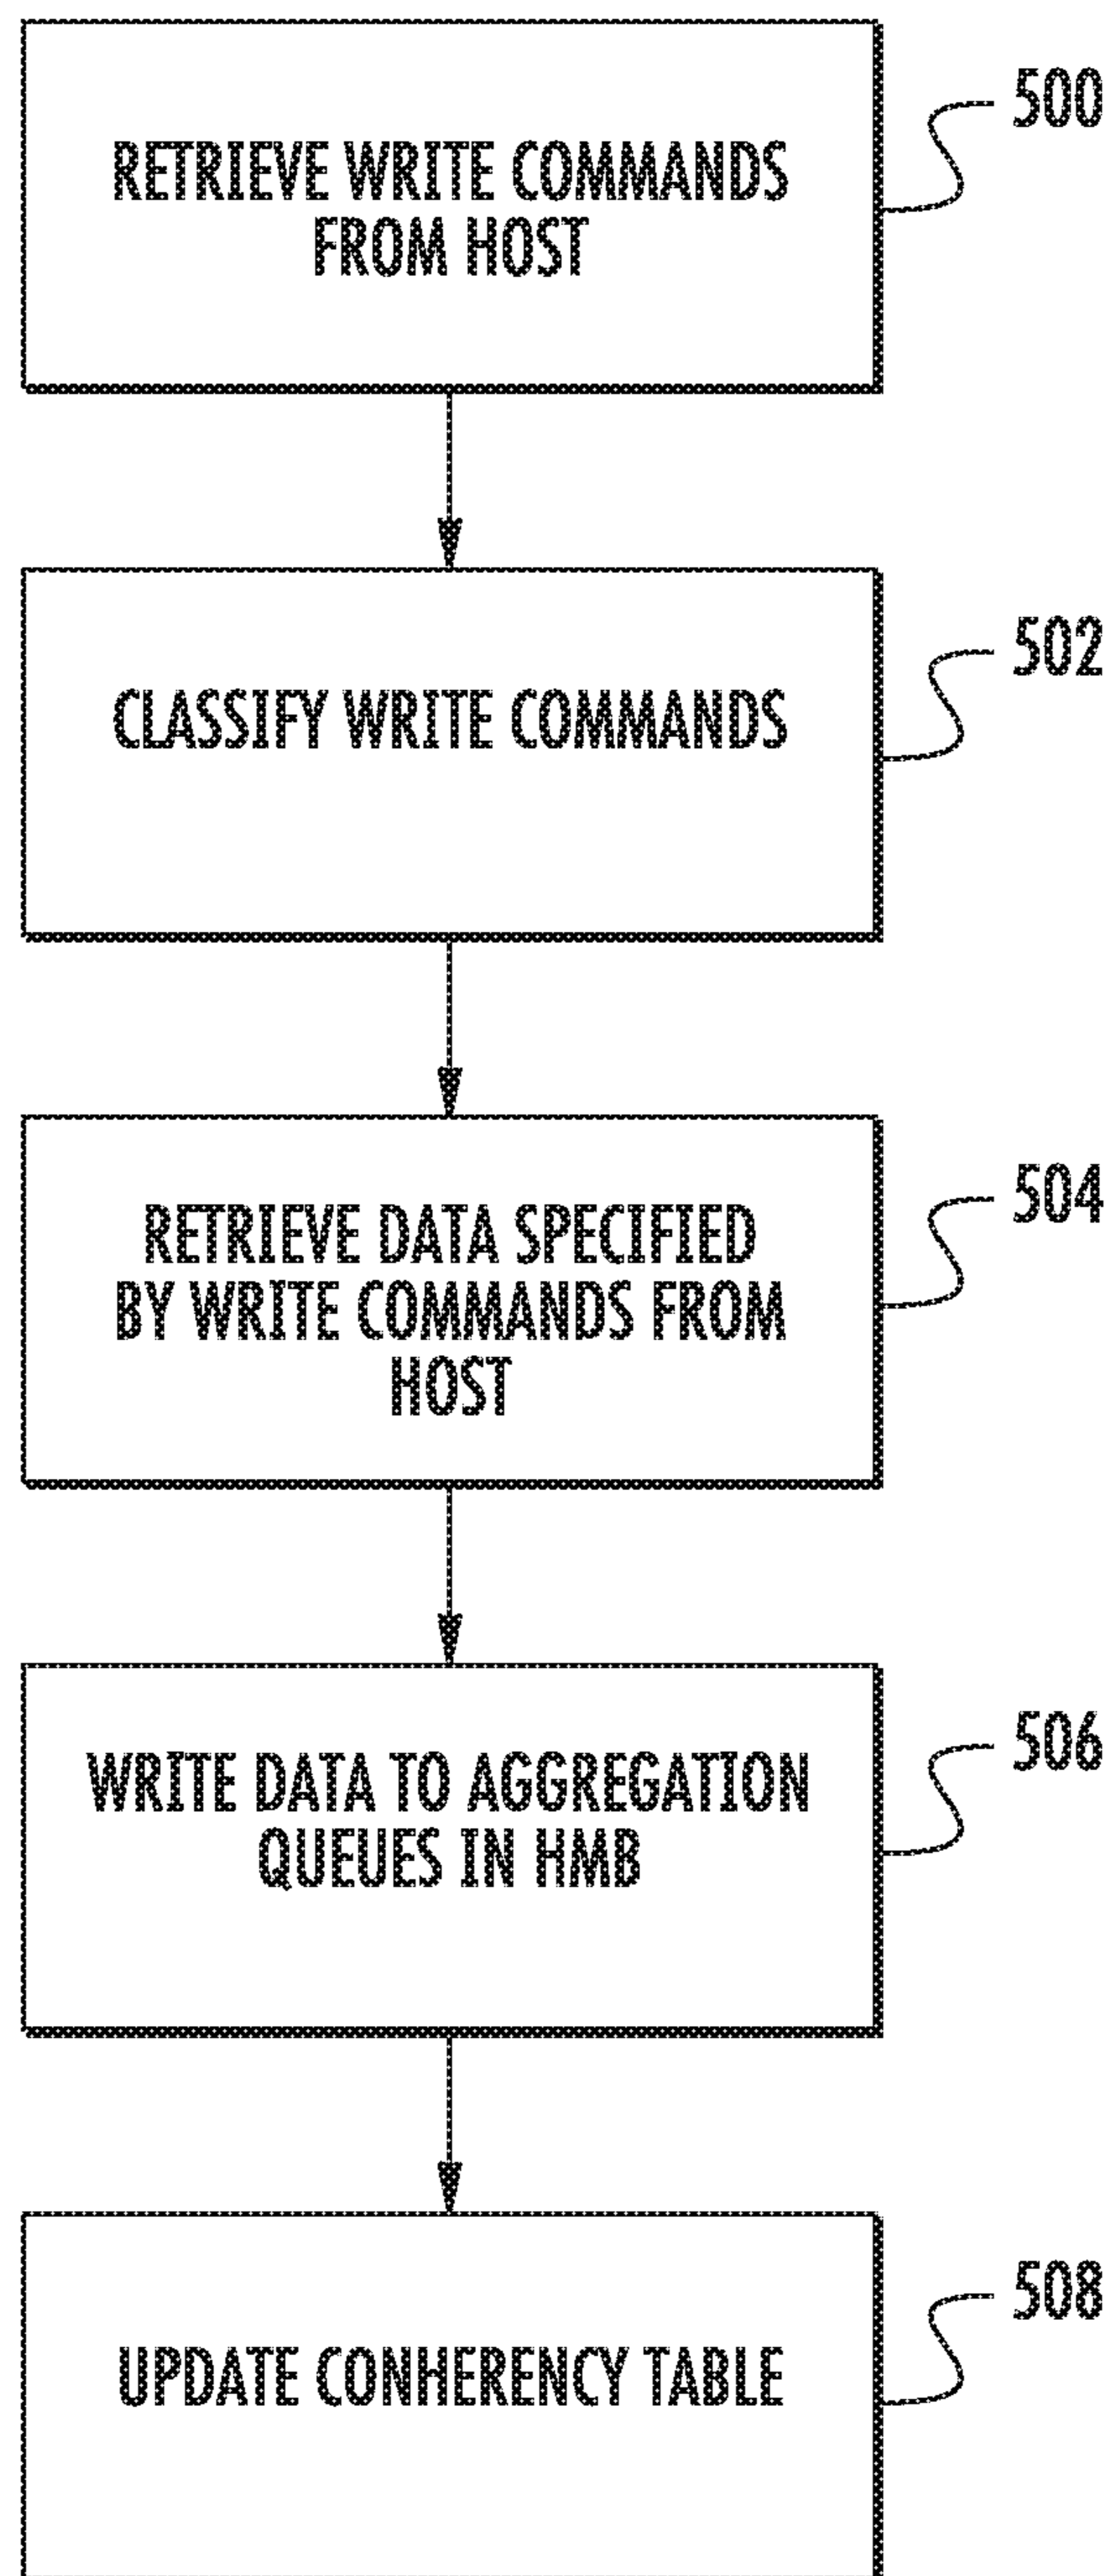 RETRIEVE WRITE COMMANDS
FROM HOST
500
CLASSIFY WRITE COMMANDS
502
RETRIEVE DATA SPECIFIED
BY WRITE COMMANDS FROM
HOST
504
WRITE DATA TO AGGREGATION
QUEUES IN HMB
506
UPDATE CONHERENCY TABLE
508